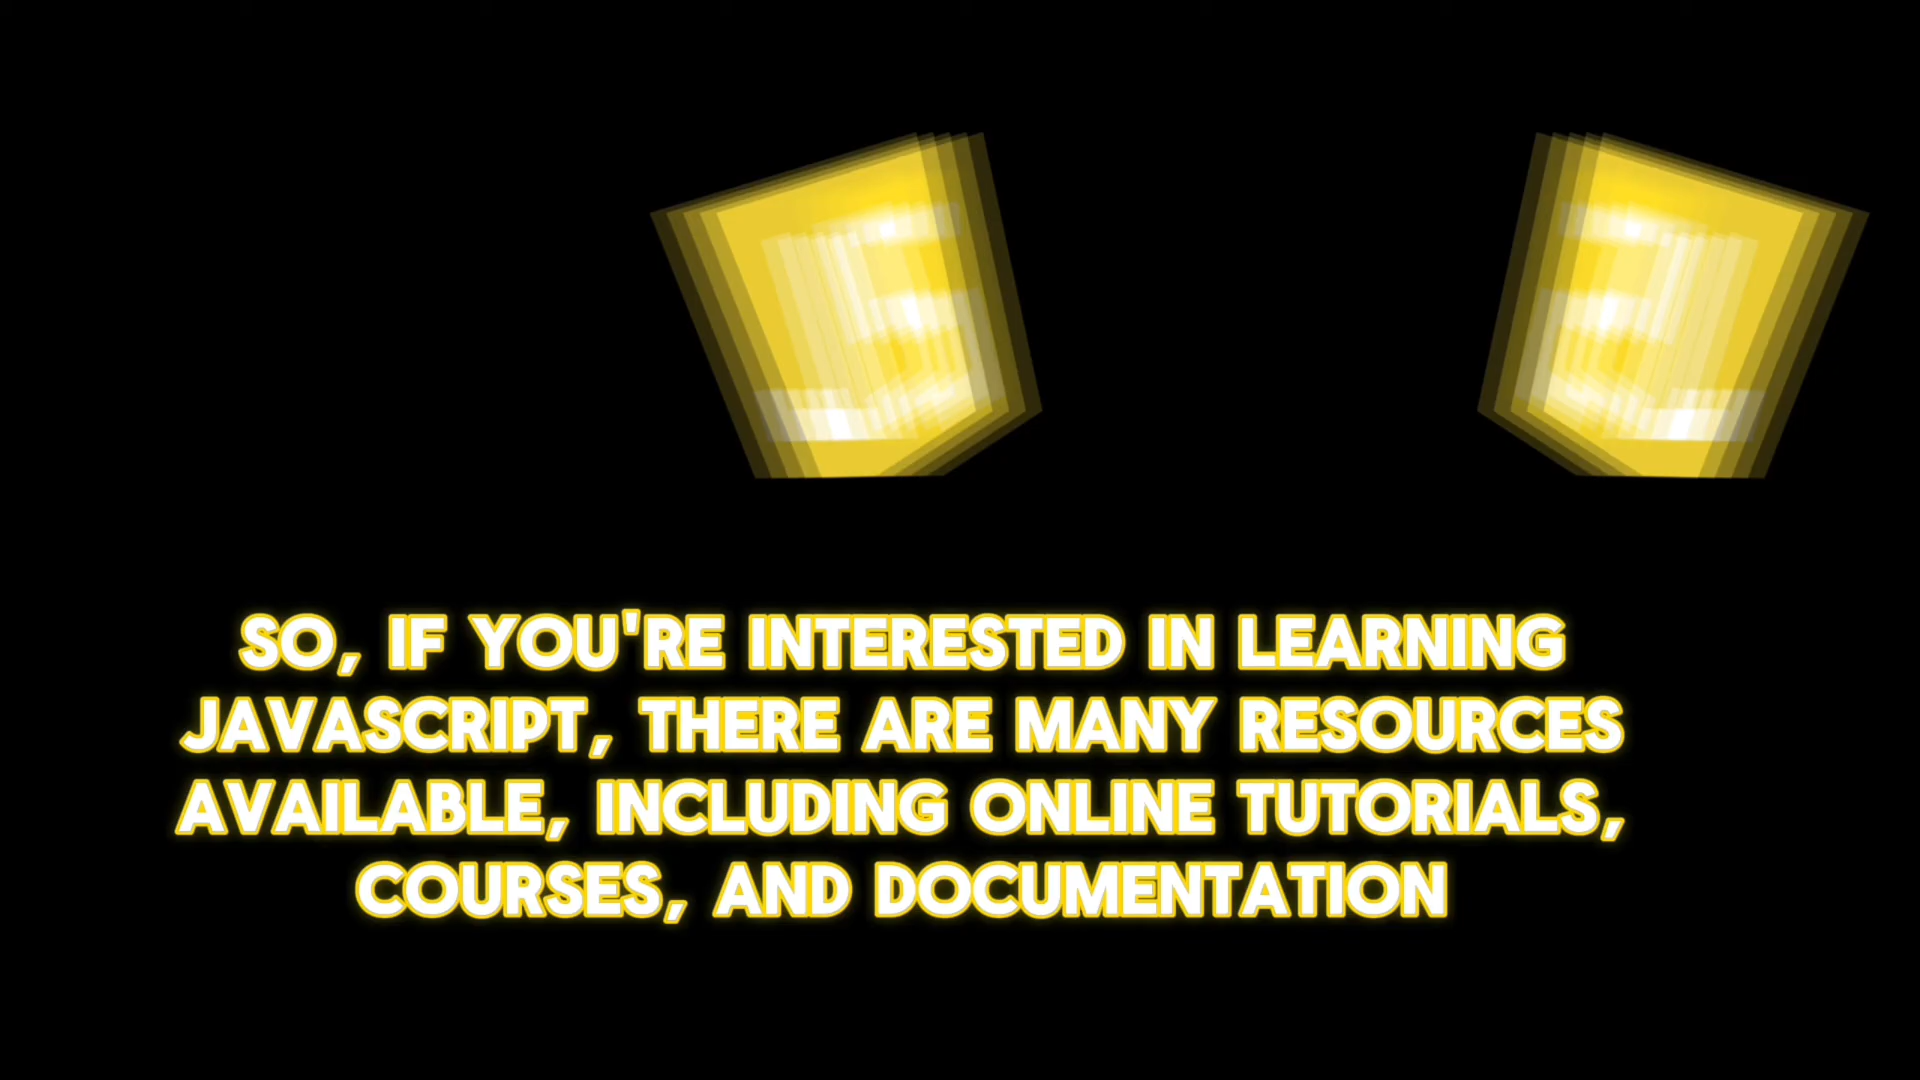 SO, IF YOU'RE INTERESTED IN LEARNING
JAVASCRIPT, THERE ARE MANY RESOURCES
AVAILABLE, INCLUDING ONLINE TUTORIALS,
COURSES, AND DOCUMENTATION